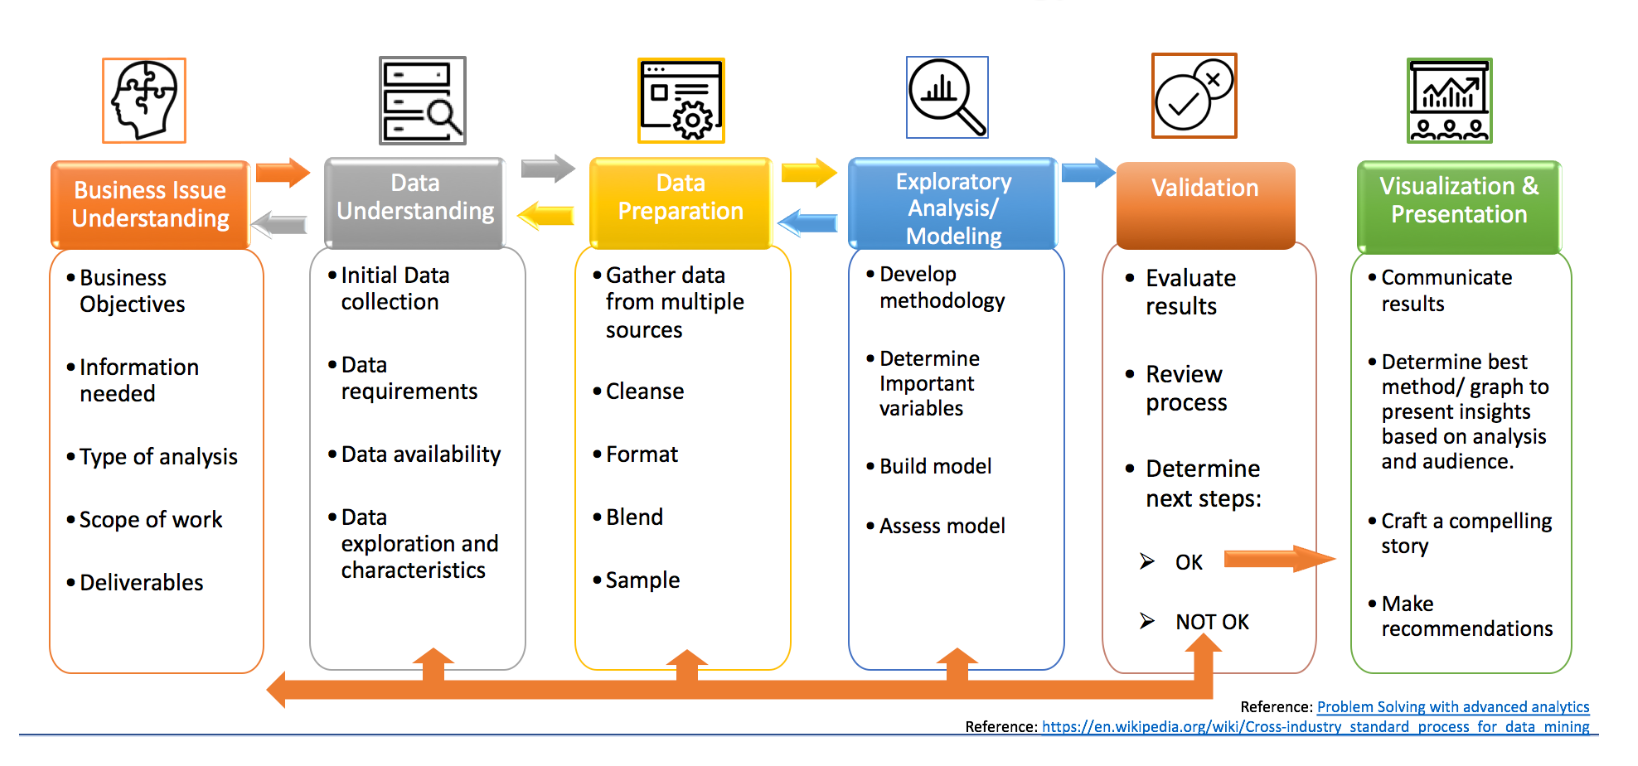 Business Issue
Understanding
• Business
Objectives
• Information
needed
• Type of analysis
• Scope of work
• Deliverables
Data
Understanding
• Initial Data
collection
• Data
requirements
• Data availability
• Data
exploration and
characteristics
Data
Preparation
• Gather data
from multiple
sources
• Cleanse
• Format
• Blend
• Sample
Exploratory
Analysis/
Modeling
• Develop
methodology
• Determine
Important
variables
• Build model
• Assess model
Validation
• Evaluate
results
• Review
process
• Determine
next steps:
➢ OK
➢ NOT OK
Visualization &
Presentation
• Communicate
results
• Determine best
method/ graph to
present insights
based on analysis
and audience.
• Craft a compelling
story
• Make
recommendations
Reference: Problem Solving with advanced analytics
Reference: https://en.wikipedia.org/wiki/Cross-industry_standard_process_for_data_mining